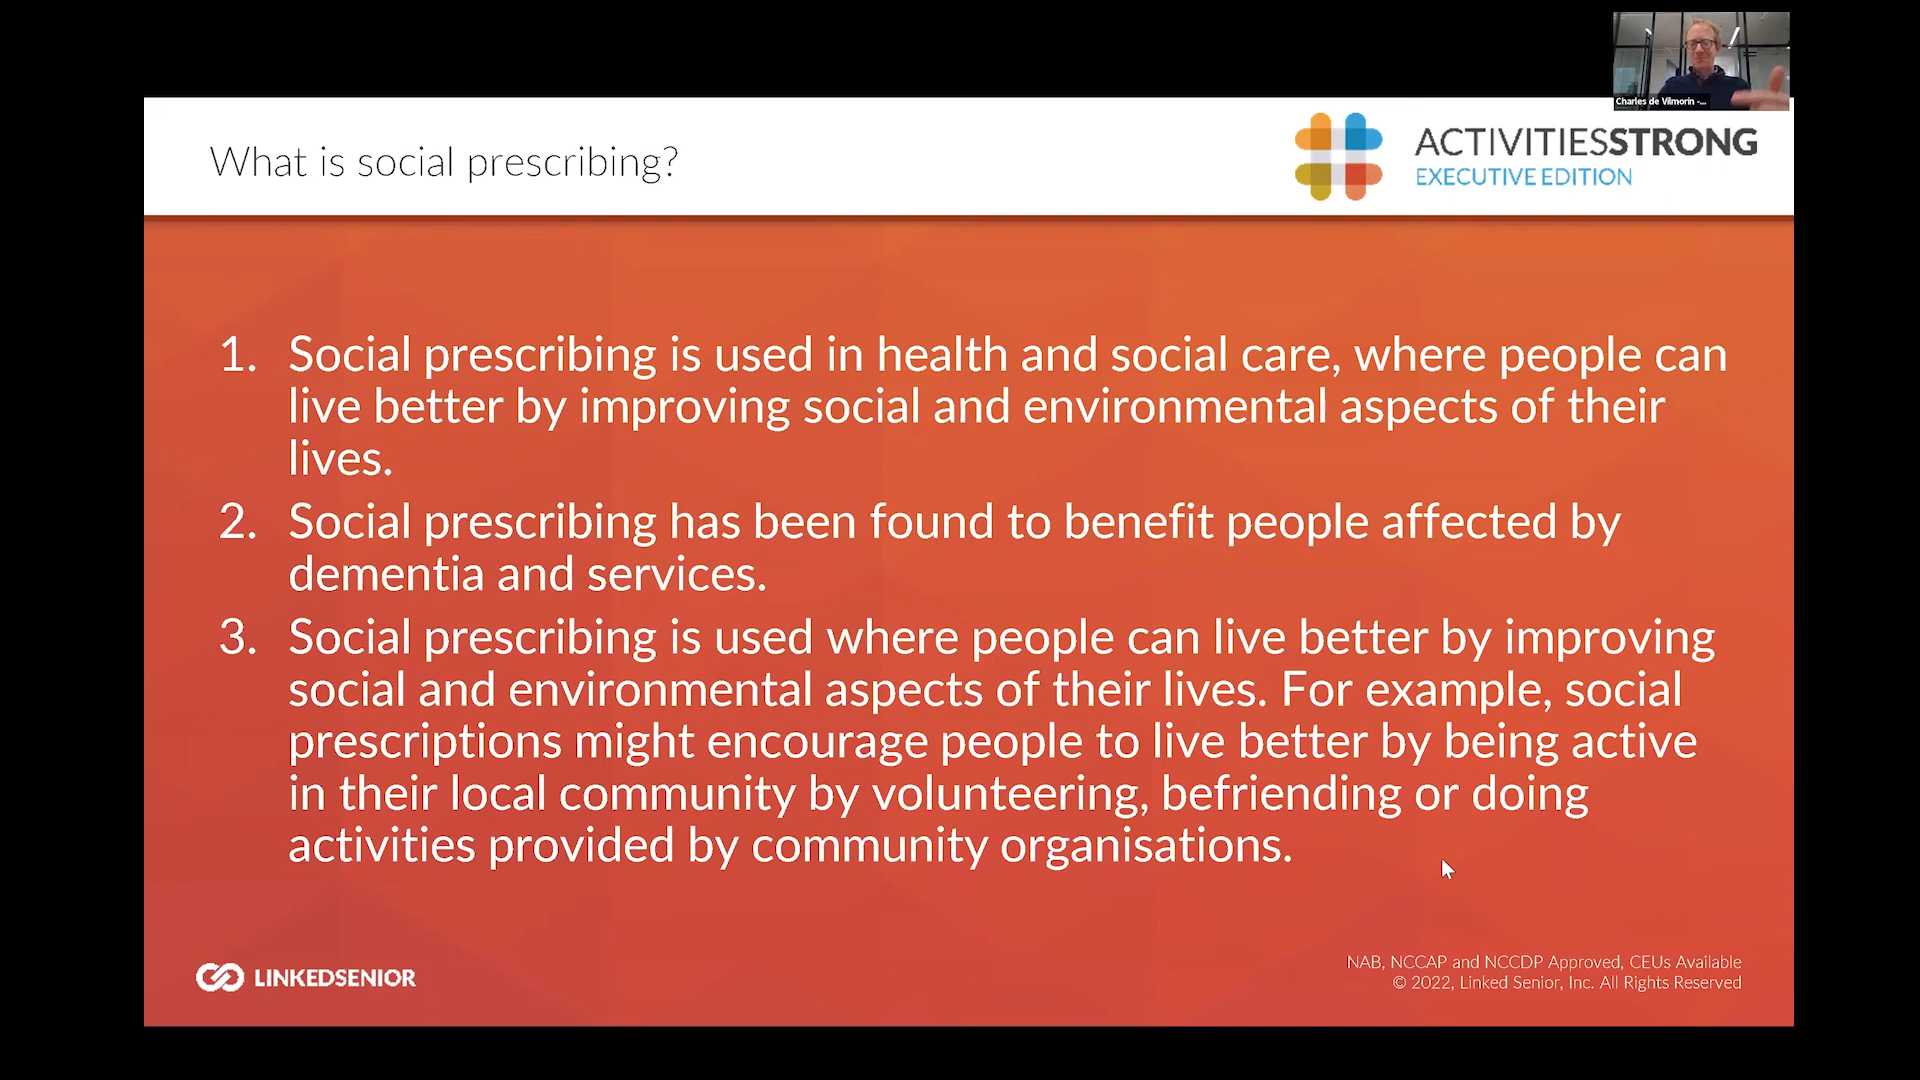 Charles de Vilmorin -...
What is social prescribing?
ACTIVITIESSTRONG
EXECUTIVE EDITION
1. Social prescribing is used in health and social care, where people can
live better by improving social and environmental aspects of their
lives.
2. Social prescribing has been found to benefit people affected by
dementia and services.
3. Social prescribing is used where people can live better by improving
social and environmental aspects of their lives. For example, social
prescriptions might encourage people to live better by being active
in their local community by volunteering, befriending or doing
activities provided by community organisations.
LINKEDSENIOR
NAB, NCCAP and NCCDP Approved, CEUs Available
© 2022, Linked Senior, Inc. All Rights Reserved